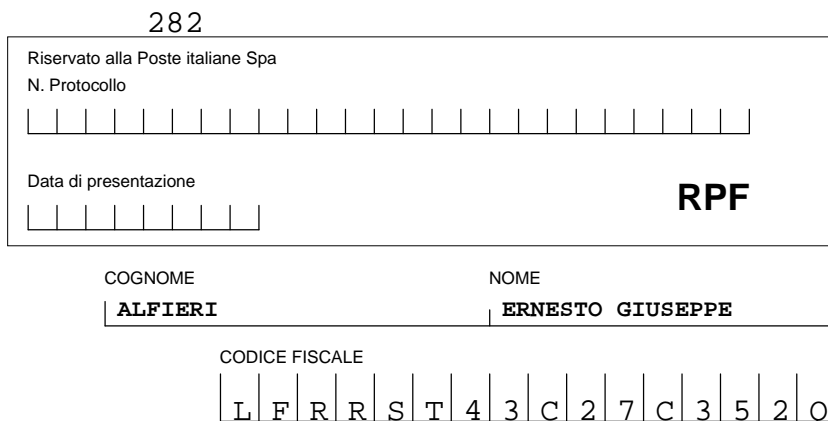 282
Riservato alla Poste italiane Spa
N. Protocollo
Data di presentazione
RPF
COGNOME NOME
ALFIERI ERNESTO GIUSEPPE
CODICE FISCALE
LFRRST43C27C352O